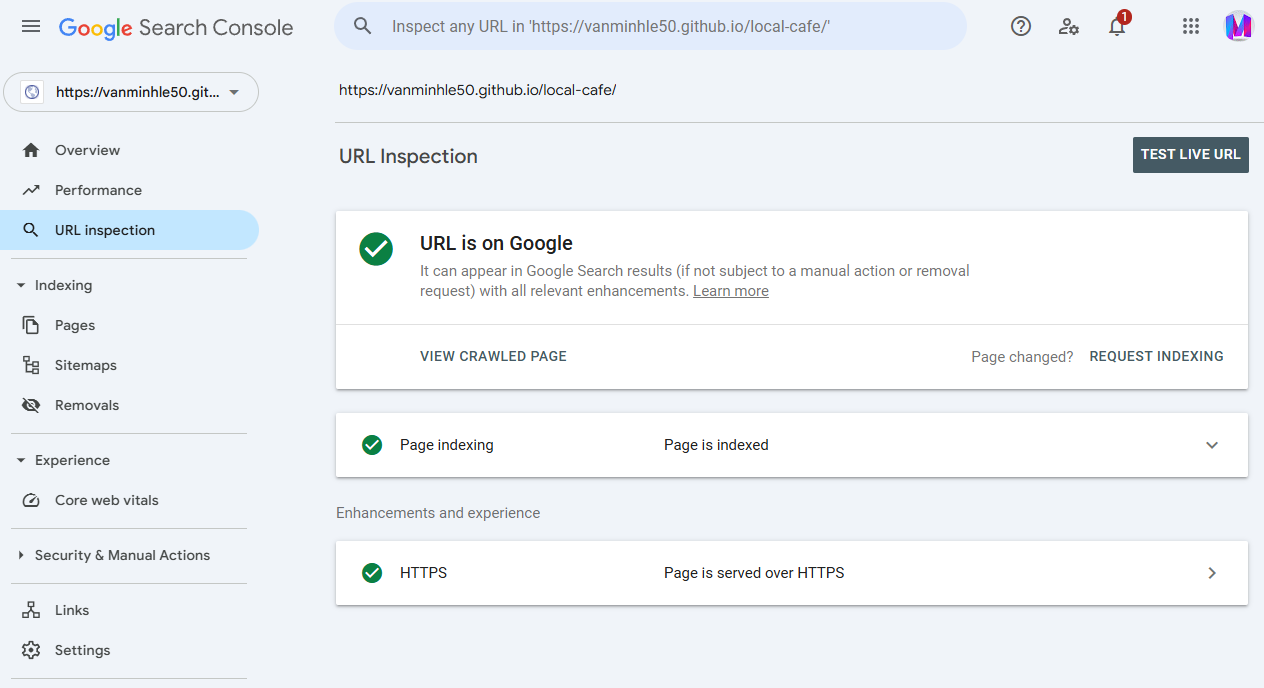 Google Search Console
Inspect any URL in 'https://vanminhle50.github.io/local-cafe/'
1
https://vanminhle50.git...
https://vanminhle50.github.io/local-cafe/
Overview
Performance
URL inspection
Indexing
Pages
Sitemaps
Removals
Experience
Core web vitals
Security & Manual Actions
Links
Settings
URL Inspection
TEST LIVE URL
URL is on Google
It can appear in Google Search results (if not subject to a manual action or removal
request) with all relevant enhancements. Learn more
VIEW CRAWLED PAGE
Page changed? REQUEST INDEXING
Page indexing Page is indexed
Enhancements and experience
HTTPS Page is served over HTTPS